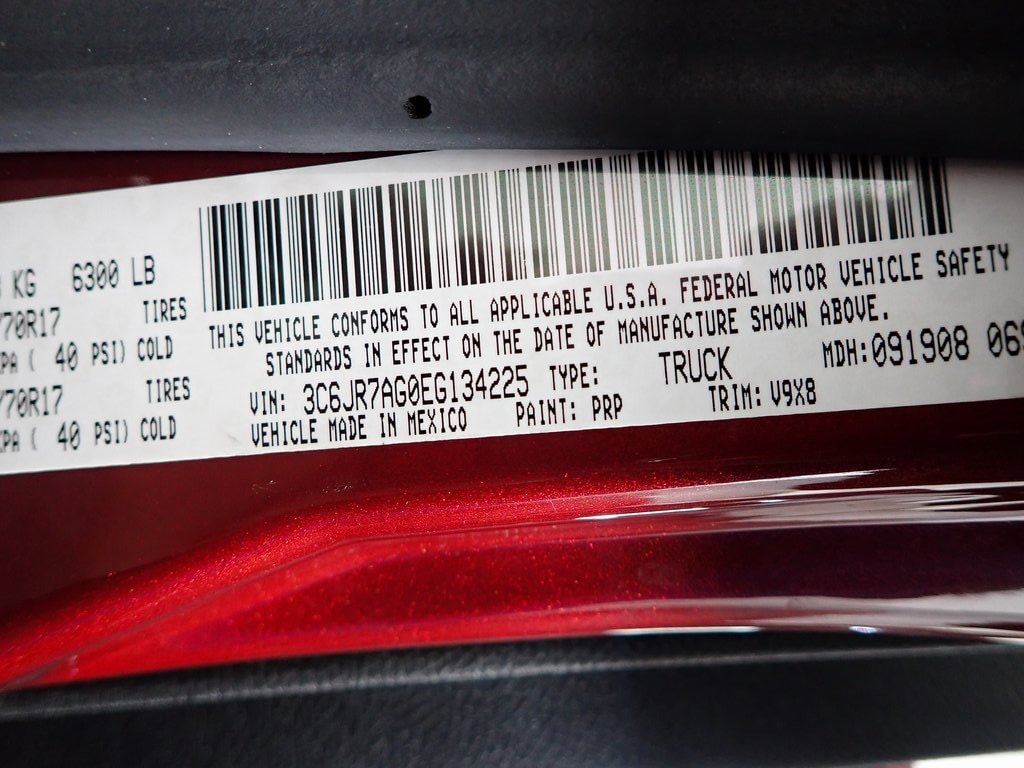 KG 6300 LB
70R17 TIRES
PA ( 40 PSI) COLD
70R17 TIRES
PA ( 40 PSI) COLD
THIS VEHICLE CONFORMS TO ALL APPLICABLE U.S.A. FEDERAL MOTOR VEHICLE SAFETY
STANDARDS IN EFFECT ON THE DATE OF MANUFACTURE SHOWN ABOVE.
VIN: 3C6JR7AG0EG134225 TYPE: TRUCK MDH:091908 06
VEHICLE MADE IN MEXICO PAINT: PRP TRIM: V9X8